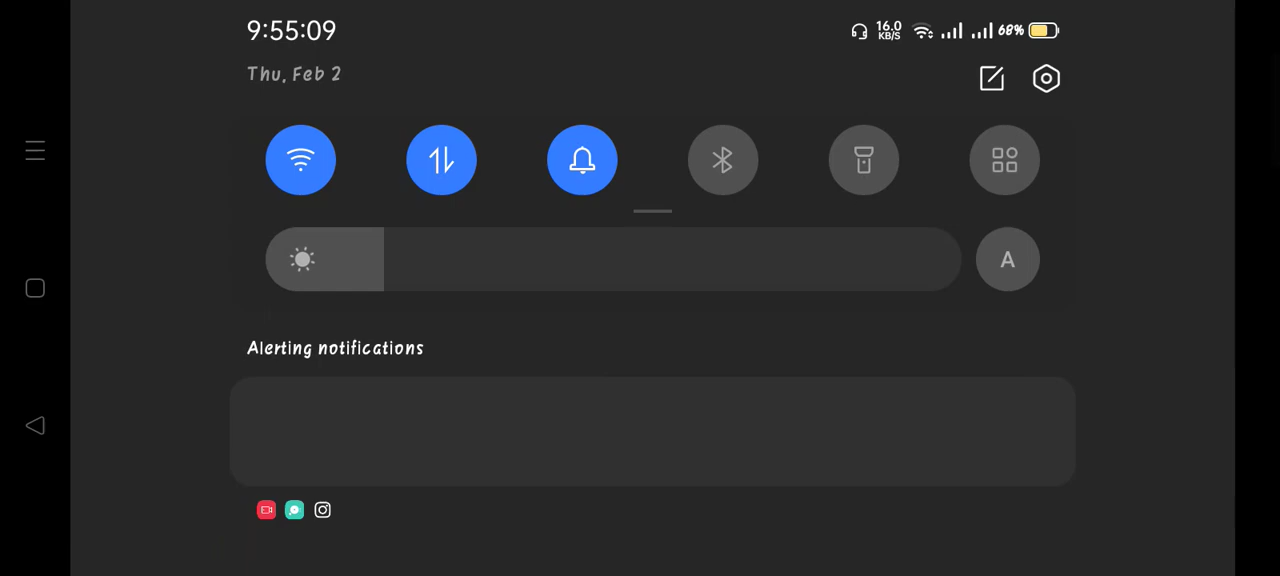 9:55:09
16.0
KB/S
68%
Thu, Feb 2
A
Alerting notifications